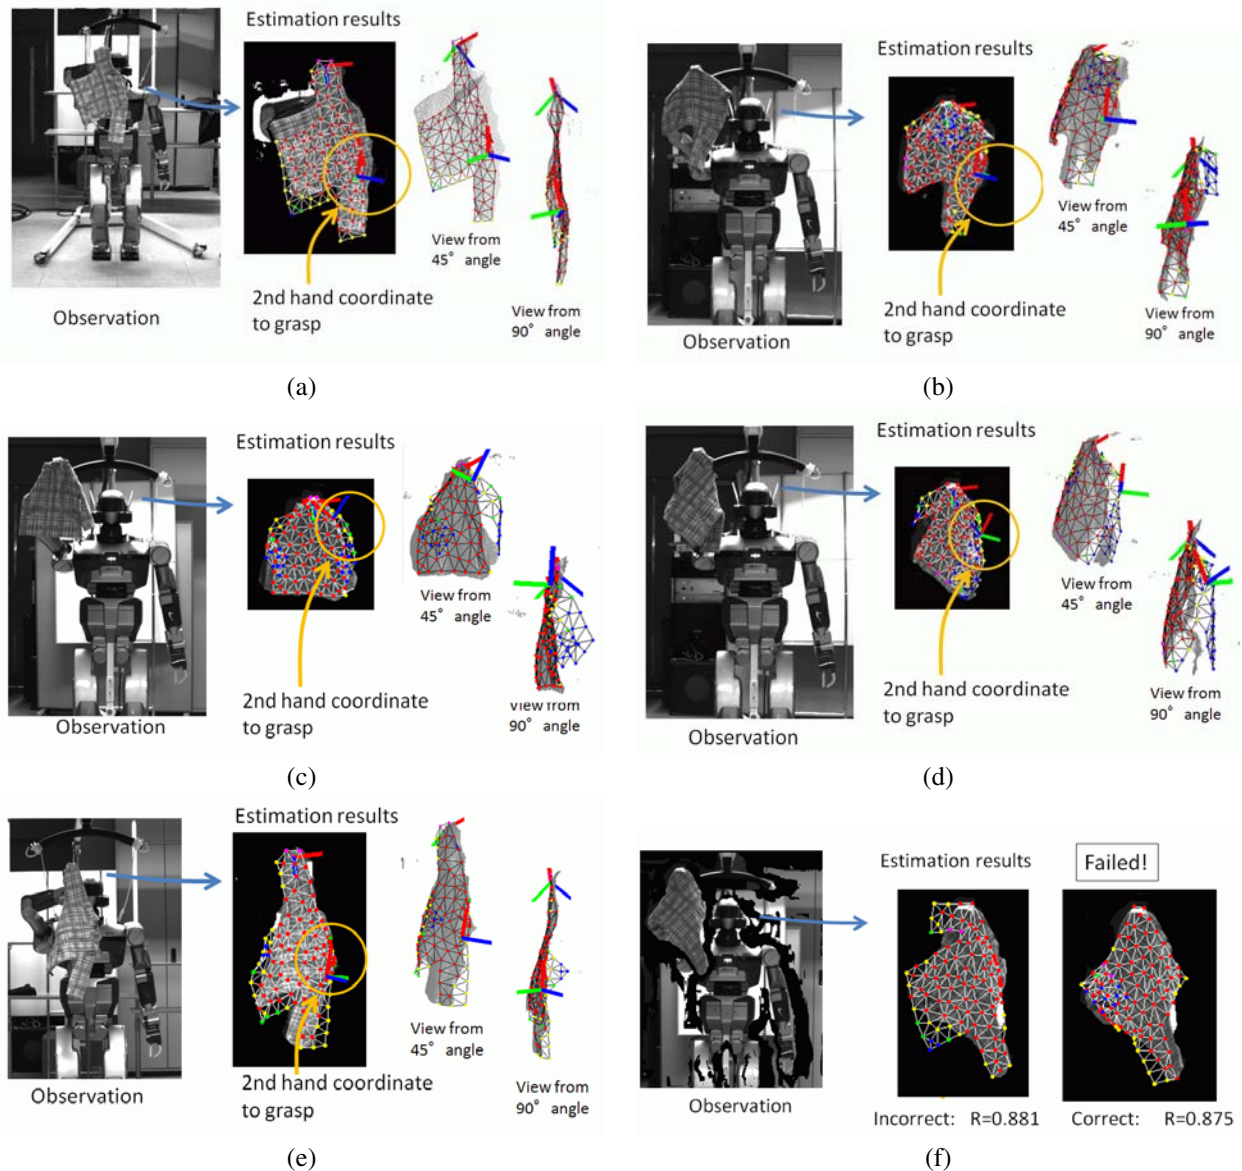 Estimation results
View from
45° angle
2nd hand coordinate
to grasp
View from
90° angle
Observation
(a)
Estimation results
View from
45° angle
2nd hand coordinate
to grasp
View from
90° angle
Observation
(b)
Estimation results
View from
45° angle
2nd hand coordinate
to grasp
View from
90° angle
Observation
(c)
Estimation results
View from
45° angle
2nd hand coordinate
to grasp
View from
90° angle
Observation
(d)
Estimation results
View from
45° angle
2nd hand coordinate
to grasp
View from
90° angle
Observation
(e)
Estimation results
Failed!
Observation
Incorrect: R=0.881
Correct: R=0.875
(f)